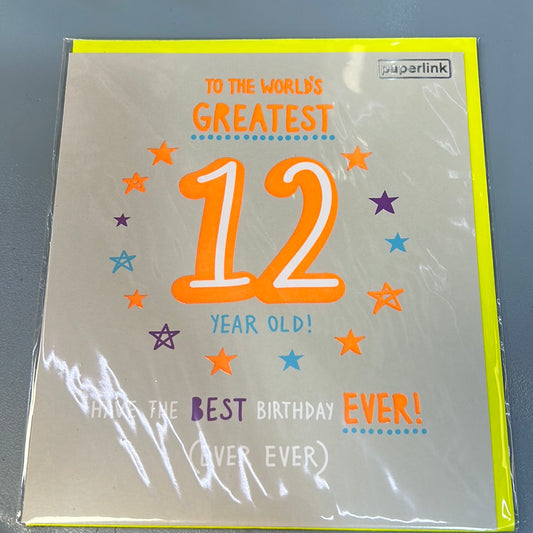 paperlink
TO THE WORLD'S
GREATEST
12
YEAR OLD!
HAVE THE BEST BIRTHDAY EVER!
(EVER EVER)